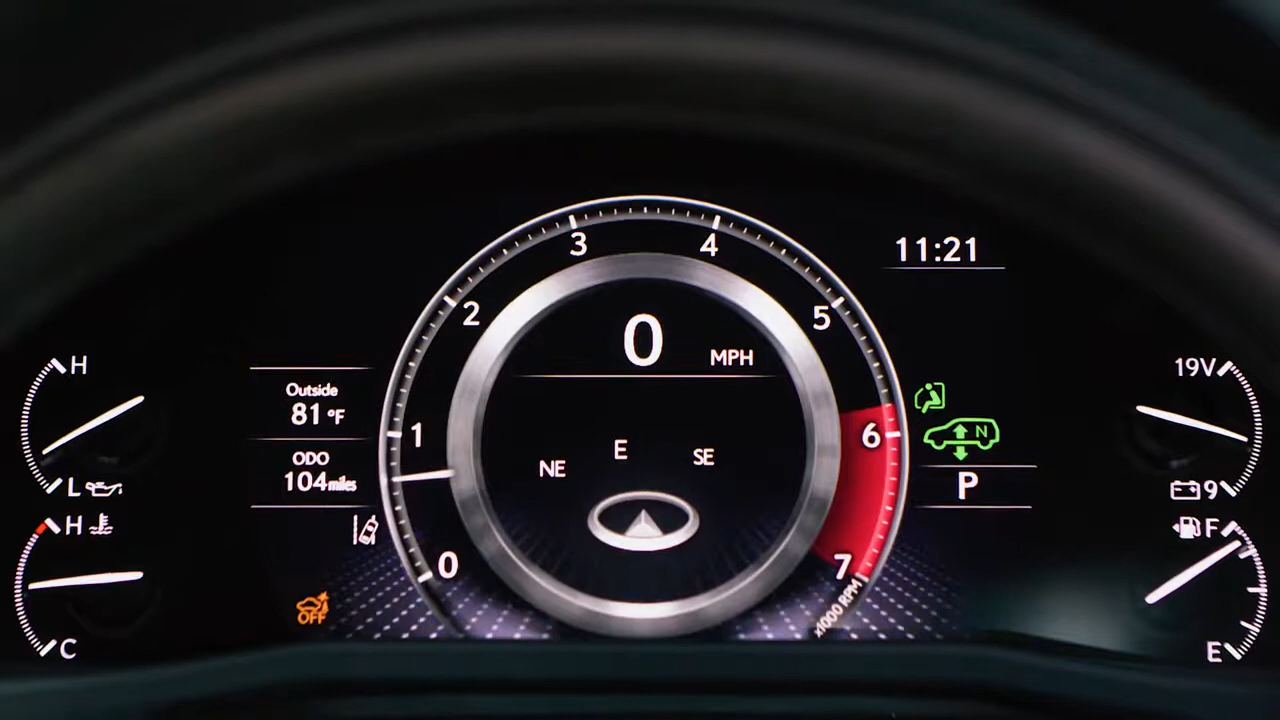 3
4
11:21
2
5
0
MPH
H
19V
Outside
81°F
1
6
N
E
NE
SE
ODO
104miles
P
L
9
H
F
0
7
x1000 RPM
OFF
C
E